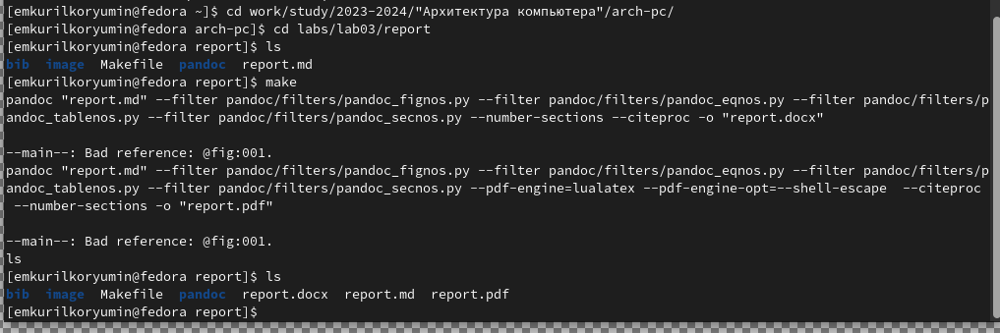 [emkurilkoryumin@fedora ~]$ cd work/study/2023-2024/"Архитектура компьютера"/arch-pc/
[emkurilkoryumin@fedora arch-pc]$ cd labs/lab03/report
[emkurilkoryumin@fedora report]$ ls
bib  image  Makefile  pandoc  report.md
[emkurilkoryumin@fedora report]$ make
pandoc "report.md" --filter pandoc/filters/pandoc_fignos.py --filter pandoc/filters/pandoc_eqnos.py --filter pandoc/filters/p
andoc_tablenos.py --filter pandoc/filters/pandoc_secnos.py --number-sections --citeproc -o "report.docx"
--main--: Bad reference: @fig:001.
pandoc "report.md" --filter pandoc/filters/pandoc_fignos.py --filter pandoc/filters/pandoc_eqnos.py --filter pandoc/filters/p
andoc_tablenos.py --filter pandoc/filters/pandoc_secnos.py --pdf-engine=lualatex --pdf-engine-opt=--shell-escape  --citeproc
 --number-sections -o "report.pdf"
--main--: Bad reference: @fig:001.
ls
[emkurilkoryumin@fedora report]$ ls
bib  image  Makefile  pandoc  report.docx  report.md  report.pdf
[emkurilkoryumin@fedora report]$